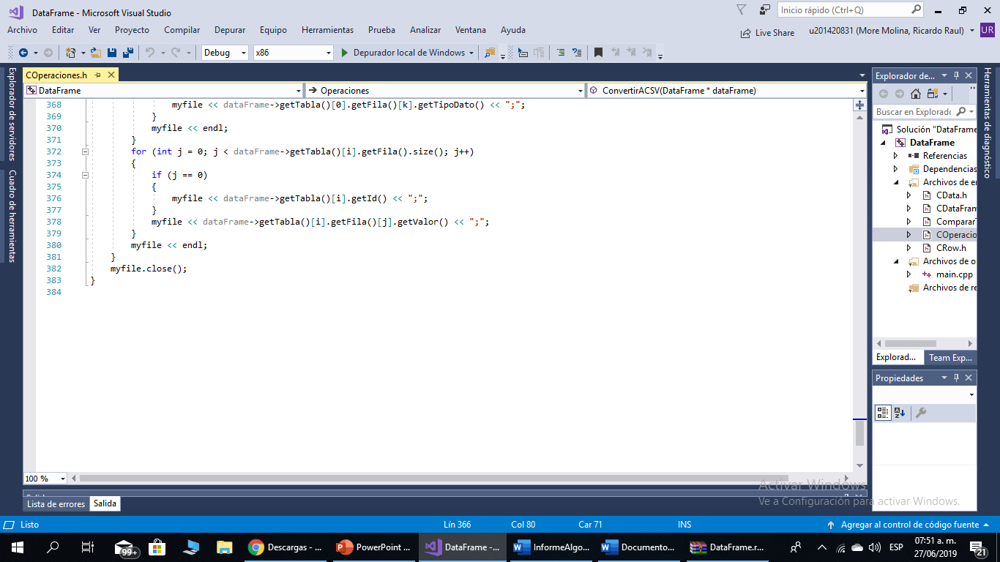 DataFrame - Microsoft Visual Studio
Inicio rápido (Ctrl+Q)
Archivo Editar Ver Proyecto Compilar Depurar Equipo Herramientas Prueba Analizar Ventana Ayuda
Live Share
u201420831 (More Molina, Ricardo Raul)
UR
Debug
x86
Depurador local de Windows
Explorador de servidores
Cuadro de herramientas
COperaciones.h
DataFrame
Operaciones
ConvertirACSV(DataFrame * dataFrame)
368 myfile << dataFrame->getTabla()[0].getFila()[k].getTipoDato() << ";";
369 }
370 myfile << endl;
371 }
372 for (int j = 0; j < dataFrame->getTabla()[i].getFila().size(); j++)
373 {
374 if (j == 0)
375 {
376 myfile << dataFrame->getTabla()[i].getId() << ";";
377 }
378 myfile << dataFrame->getTabla()[i].getFila()[j].getValor() << ";";
379 }
380 myfile << endl;
381 }
382 myfile.close();
383 }
384
100 %
Lista de errores
Salida
Explorador de...
Buscar en Explorado
Solución "DataFrame
DataFrame
Referencias
Dependencias
Archivos de e
CData.h
CDataFram
Comparar
COperacio
CRow.h
Archivos de o
main.cpp
Archivos de re
Explorad...
Team Exp...
Propiedades
Herramientas de diagnóstico
Activar Windows
Ve a Configuración para activar Windows.
Listo
Lín 366
Col 80
Car 71
INS
Agregar al control de código fuente
99+
Descargas - ...
PowerPoint ...
DataFrame -...
InformeAlgo...
Documento...
DataFrame.r...
ESP
07:51 a. m.
27/06/2019
21